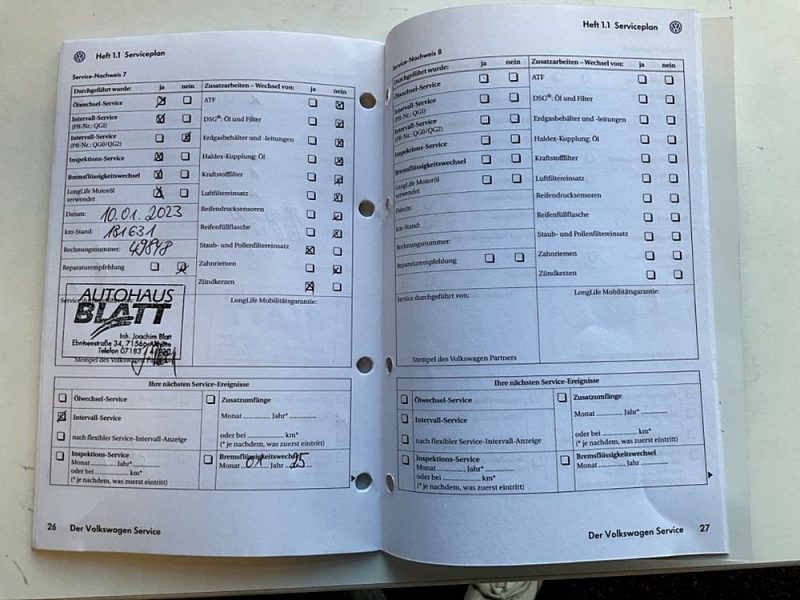 Heft 1.1 Serviceplan
Service-Nachweis 7
Durchgeführt wurde: ja nein
Ölwechsel-Service
Intervall-Service
(PR-Nr.: QG1)
Intervall-Service
(PR-Nr.: QG0/QG2)
Inspektions-Service
Bremsflüssigkeitswechsel
LongLife Motoröl
verwendet
Datum: 10.01.2023
km-Stand: 181631
Rechnungsnummer: 49848
Reparaturempfehlung
Zusatzarbeiten – Wechsel von: ja nein
ATF
DSG®: Öl und Filter
Erdgasbehälter und -leitungen
Haldex-Kupplung: Öl
Kraftstofffilter
Luftfiltereinsatz
Reifendrucksensoren
Reifenfüllflasche
Staub- und Pollenfiltereinsatz
Zahnriemen
Zündkerzen
AUTOHAUS
BLATT
Inh. Joachim Blatt
Ebntseestraße 34,
Telefon 07183
Stempel des Volkswagen
LongLife Mobilitätsgarantie:
Ihre nächsten Service-Ereignisse
Ölwechsel-Service
Intervall-Service
nach flexibler Service-Intervall-Anzeige
Inspektions-Service
Monat ............ Jahr* ............
oder bei ............ km*
(* je nachdem, was zuerst eintritt)
Zusatzumfänge
Monat ............ Jahr* ............
oder bei ............ km*
(* je nachdem, was zuerst eintritt)
Bremsflüssigkeitswechsel
Monat 01 Jahr 25
26 Der Volkswagen Service
Heft 1.1 Serviceplan
Service-Nachweis 8
Durchgeführt wurde: ja nein
Ölwechsel-Service
Intervall-Service
(PR-Nr.: QG1)
Intervall-Service
(PR-Nr.: QG0/QG2)
Inspektions-Service
Bremsflüssigkeitswechsel
LongLife Motoröl
verwendet
Datum:
km-Stand:
Rechnungsnummer:
Reparaturempfehlung
Service durchgeführt von:
Stempel des Volkswagen Partners
Zusatzarbeiten – Wechsel von: ja nein
ATF
DSG®: Öl und Filter
Erdgasbehälter und -leitungen
Haldex-Kupplung: Öl
Kraftstofffilter
Luftfiltereinsatz
Reifendrucksensoren
Reifenfüllflasche
Staub- und Pollenfiltereinsatz
Zahnriemen
Zündkerzen
LongLife Mobilitätsgarantie:
Ihre nächsten Service-Ereignisse
Ölwechsel-Service
Intervall-Service
nach flexibler Service-Intervall-Anzeige
Inspektions-Service
Monat ............ Jahr* ............
oder bei ............ km*
(* je nachdem, was zuerst eintritt)
Zusatzumfänge
Monat ............ Jahr* ............
oder bei ............ km*
(* je nachdem, was zuerst eintritt)
Bremsflüssigkeitswechsel
Monat ............ Jahr ............
Der Volkswagen Service 27